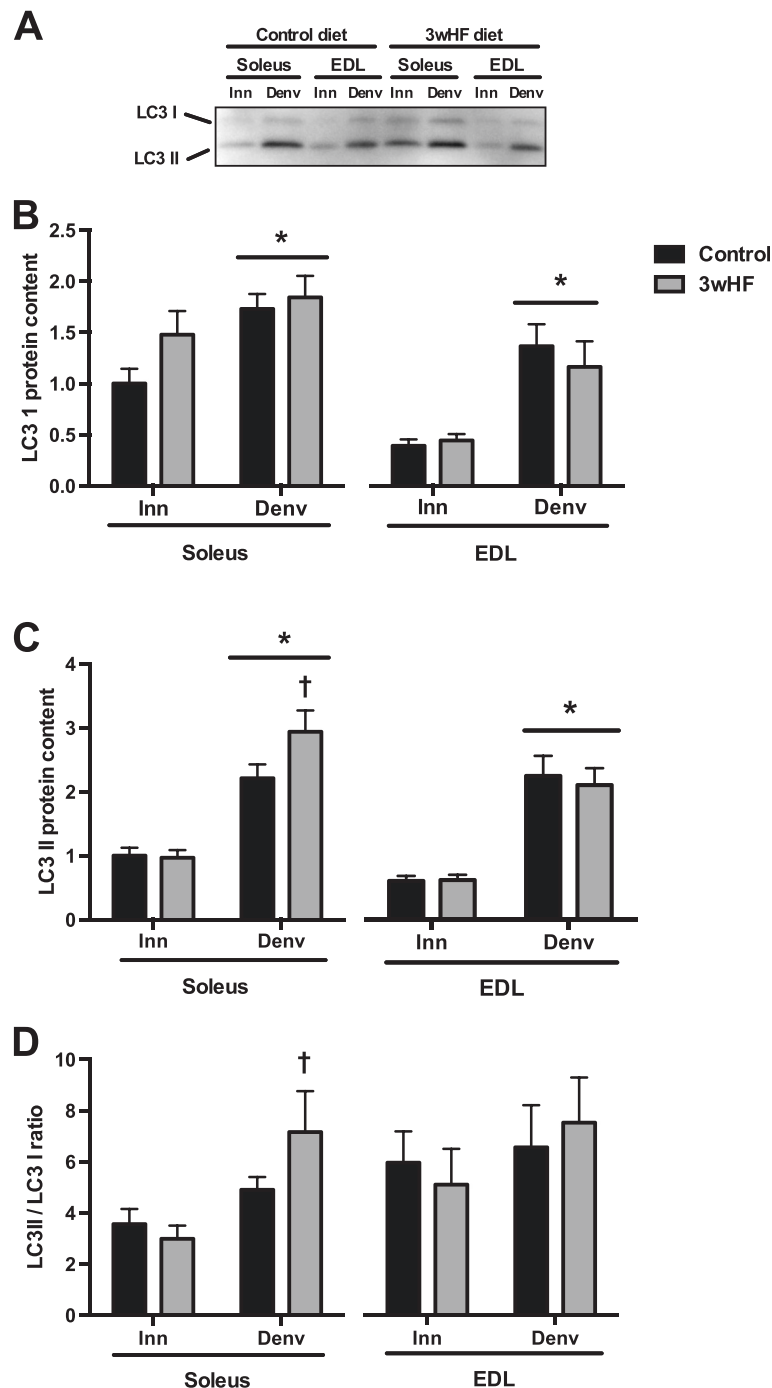 A
Control diet 3wHF diet
Soleus EDL Soleus EDL
Inn Denv Inn Denv Inn Denv Inn Denv
LC3 I
LC3 II
B
LC3 1 protein content
2.5
2.0
1.5
1.0
0.5
0.0
* *
Control
3wHF
Inn Denv Inn Denv
Soleus EDL
C
LC3 II protein content
4
3
2
1
0
* † *
Inn Denv Inn Denv
Soleus EDL
D
LC3II / LC3 I ratio
10
8
6
4
2
0
†
Inn Denv Inn Denv
Soleus EDL